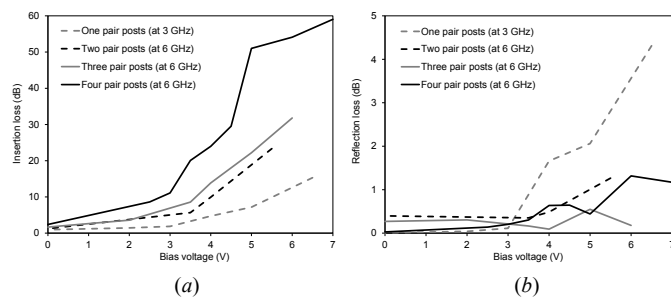 60
50
40
30
20
10
0
Insertion loss (dB)
One pair posts (at 3 GHz)
Two pair posts (at 6 GHz)
Three pair posts (at 6 GHz)
Four pair posts (at 6 GHz)
0 1 2 3 4 5 6 7
Bias voltage (V)
(a)
5
4
3
2
1
0
Reflection loss (dB)
One pair posts (at 3 GHz)
Two pair posts (at 6 GHz)
Three pair posts (at 6 GHz)
Four pair posts (at 6 GHz)
0 1 2 3 4 5 6 7
Bias voltage (V)
(b)